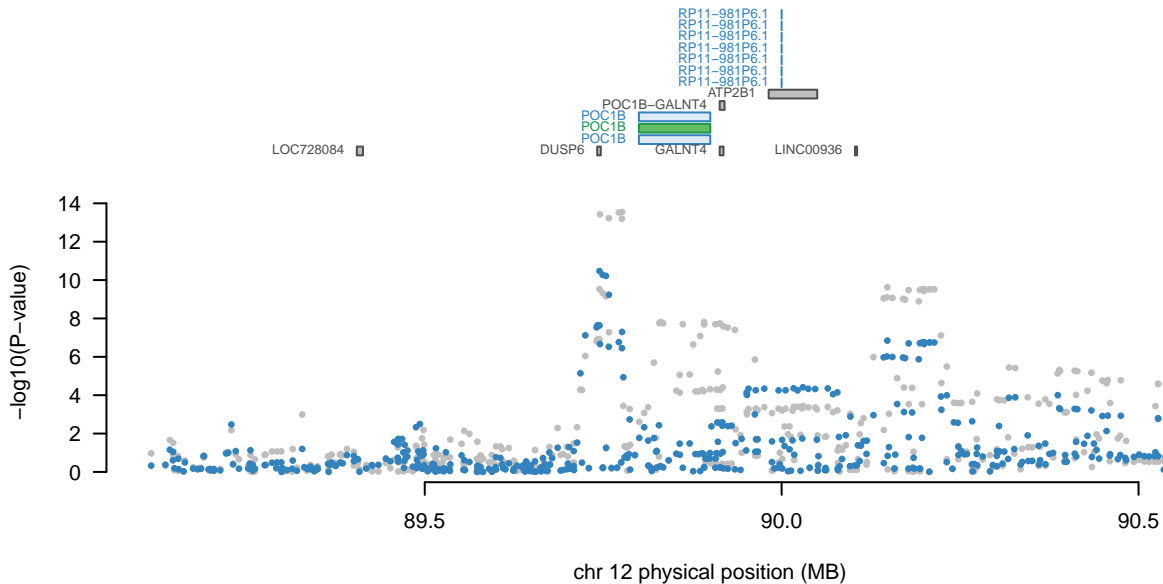 RP11−981P6.1
RP11−981P6.1
RP11−981P6.1
RP11−981P6.1
RP11−981P6.1
RP11−981P6.1
RP11−981P6.1
ATP2B1
POC1B−GALNT4
POC1B
POC1B
POC1B
LOC728084 DUSP6 GALNT4 LINC00936
14
12
10
8
6
4
2
0
−log10(P−value)
89.5 90.0 90.5
chr 12 physical position (MB)